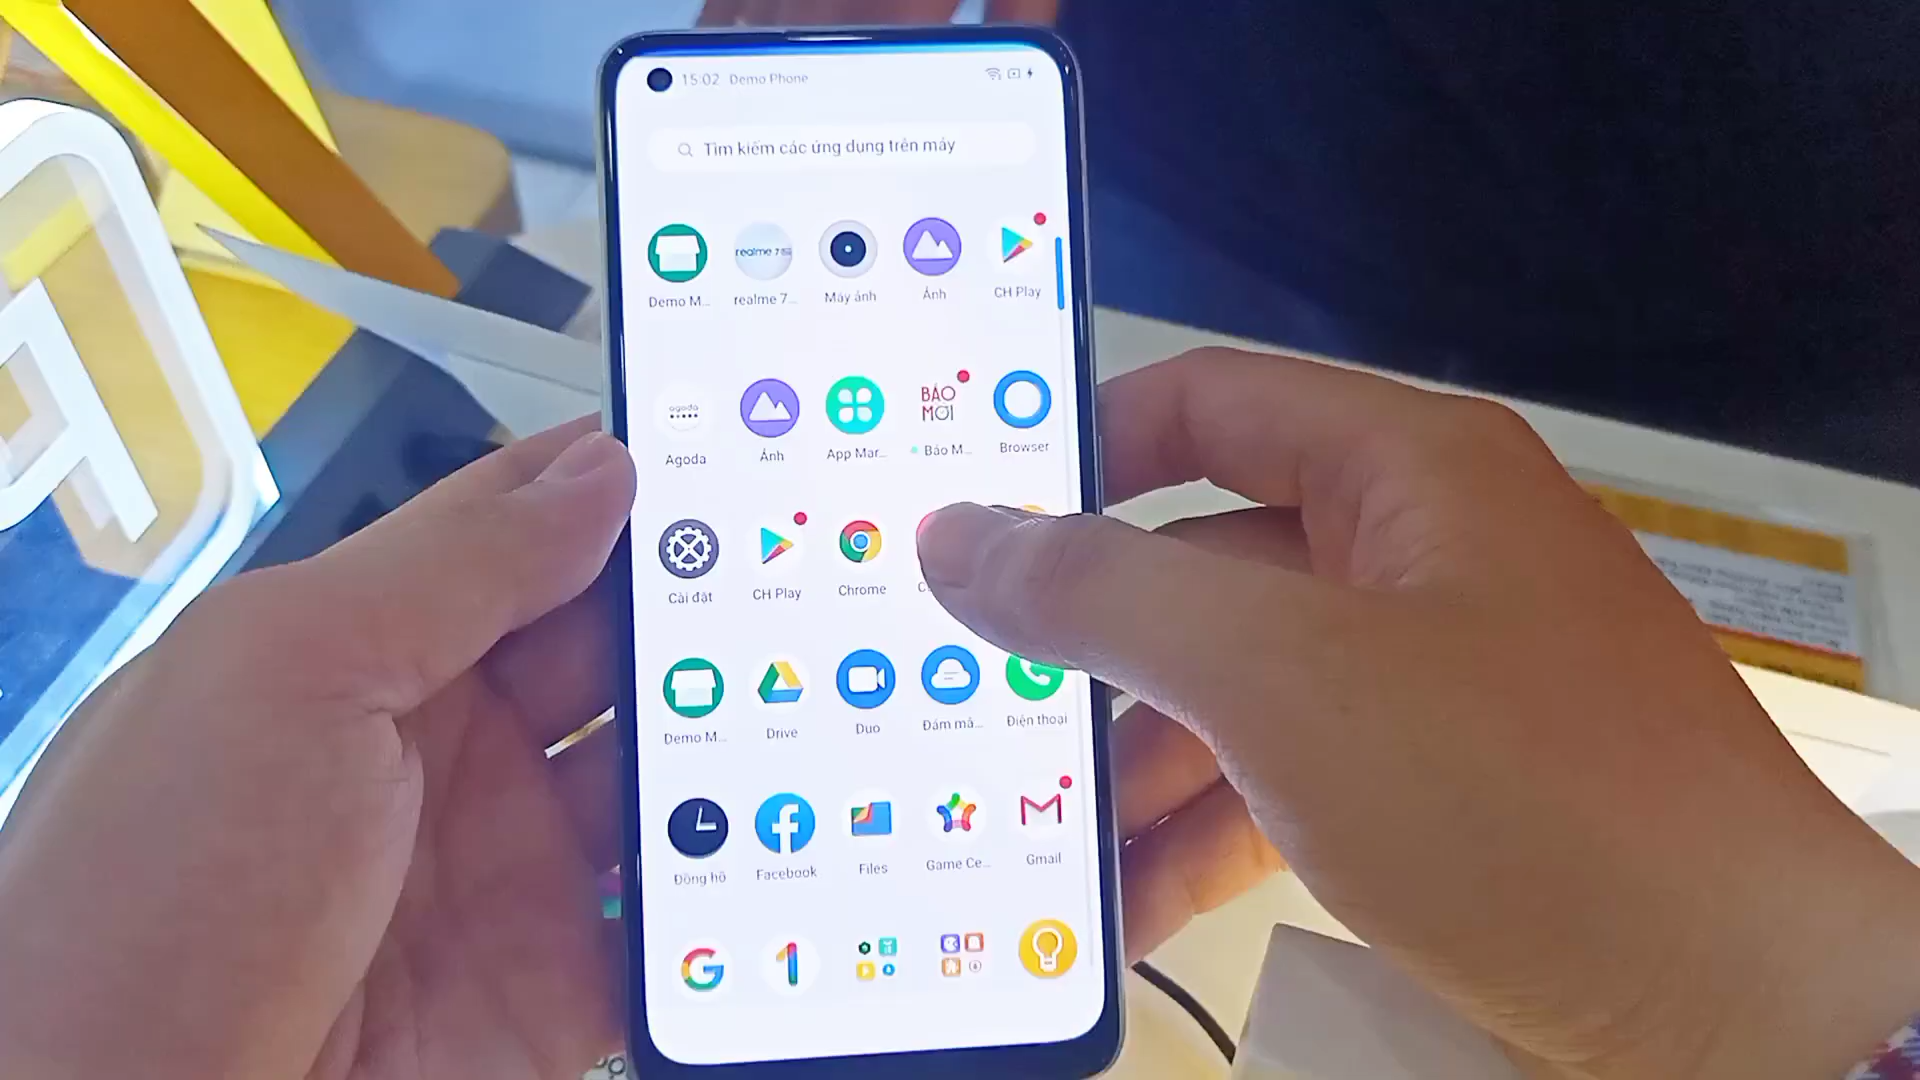 15:02 Demo Phone
Tìm kiếm các ứng dụng trên máy
realme 7
Demo M...
realme 7...
Máy ảnh
Ảnh
CH Play
agoda
BÁO
MỚI
Agoda
Ảnh
App Mar...
Báo M...
Browser
Cài đặt
CH Play
Chrome
Demo M...
Drive
Duo
Đám mâ...
Điện thoại
Đồng hồ
Facebook
Files
Game Ce...
Gmail